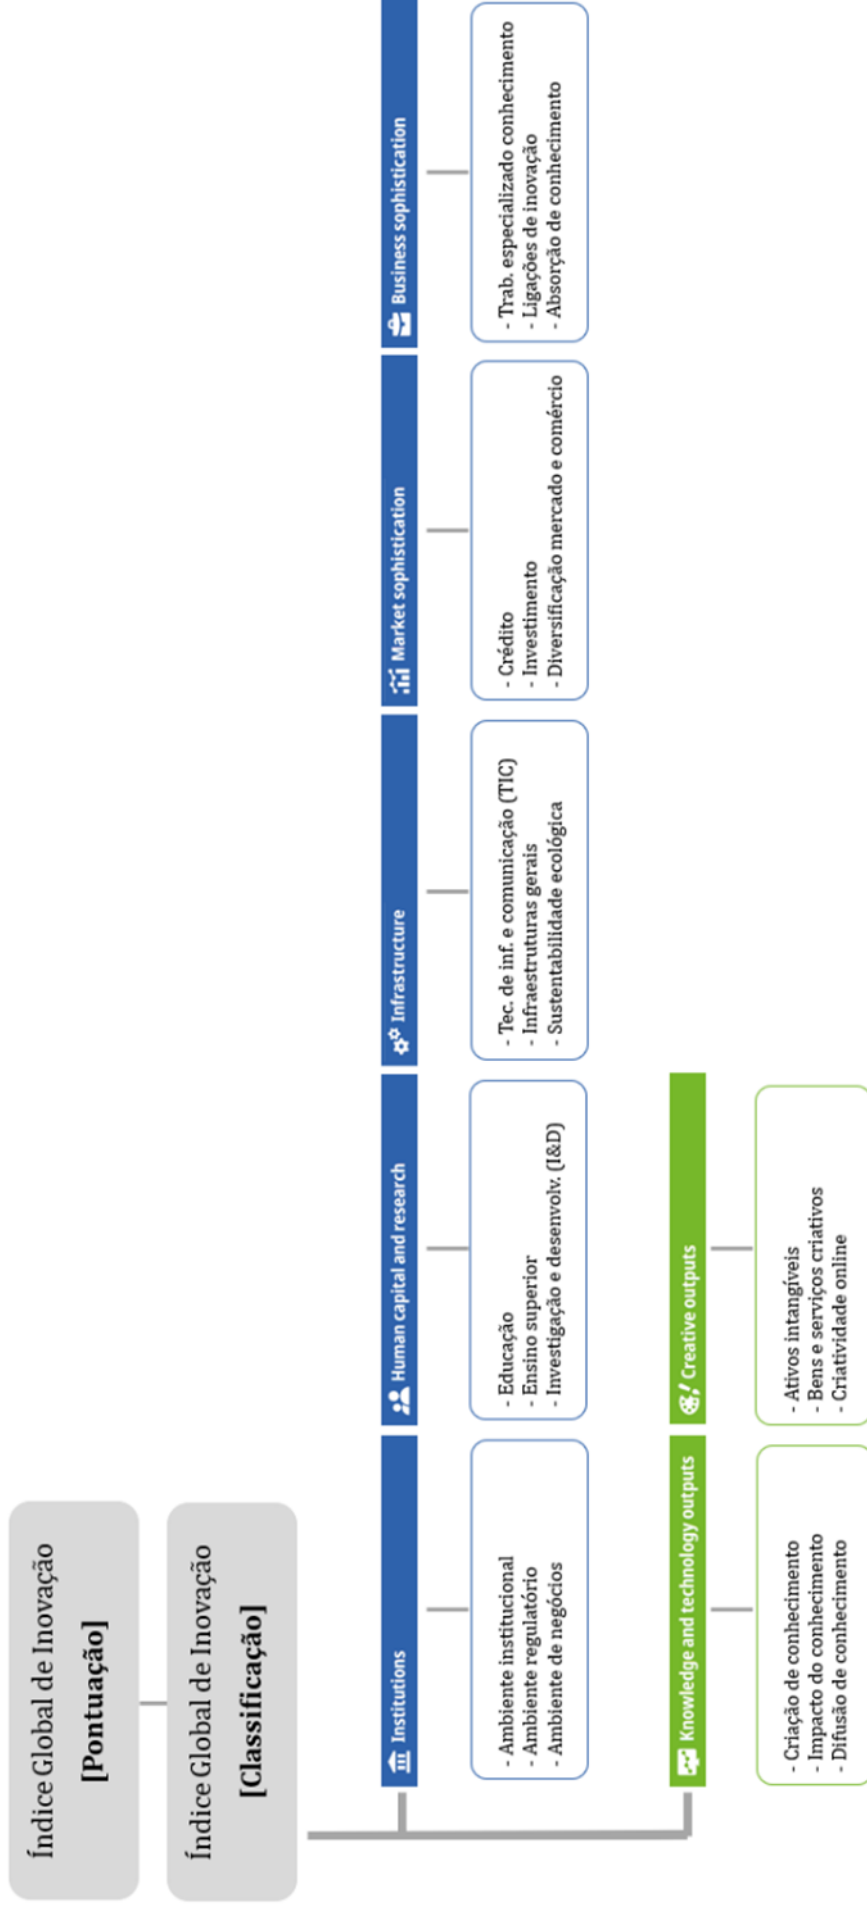 Índice Global de Inovação
[Pontuação]
Índice Global de Inovação
[Classificação]
Institutions
- Ambiente institucional
- Ambiente regulatório
- Ambiente de negócios
Human capital and research
- Educação
- Ensino superior
- Investigação e desenvolv. (I&D)
Infrastructure
- Tec. de inf. e comunicação (TIC)
- Infraestruturas gerais
- Sustentabilidade ecológica
Market sophistication
- Crédito
- Investimento
- Diversificação mercado e comércio
Business sophistication
- Trab. especializado conhecimento
- Ligações de inovação
- Absorção de conhecimento
Knowledge and technology outputs
- Criação de conhecimento
- Impacto do conhecimento
- Difusão de conhecimento
Creative outputs
- Ativos intangíveis
- Bens e serviços criativos
- Criatividade online